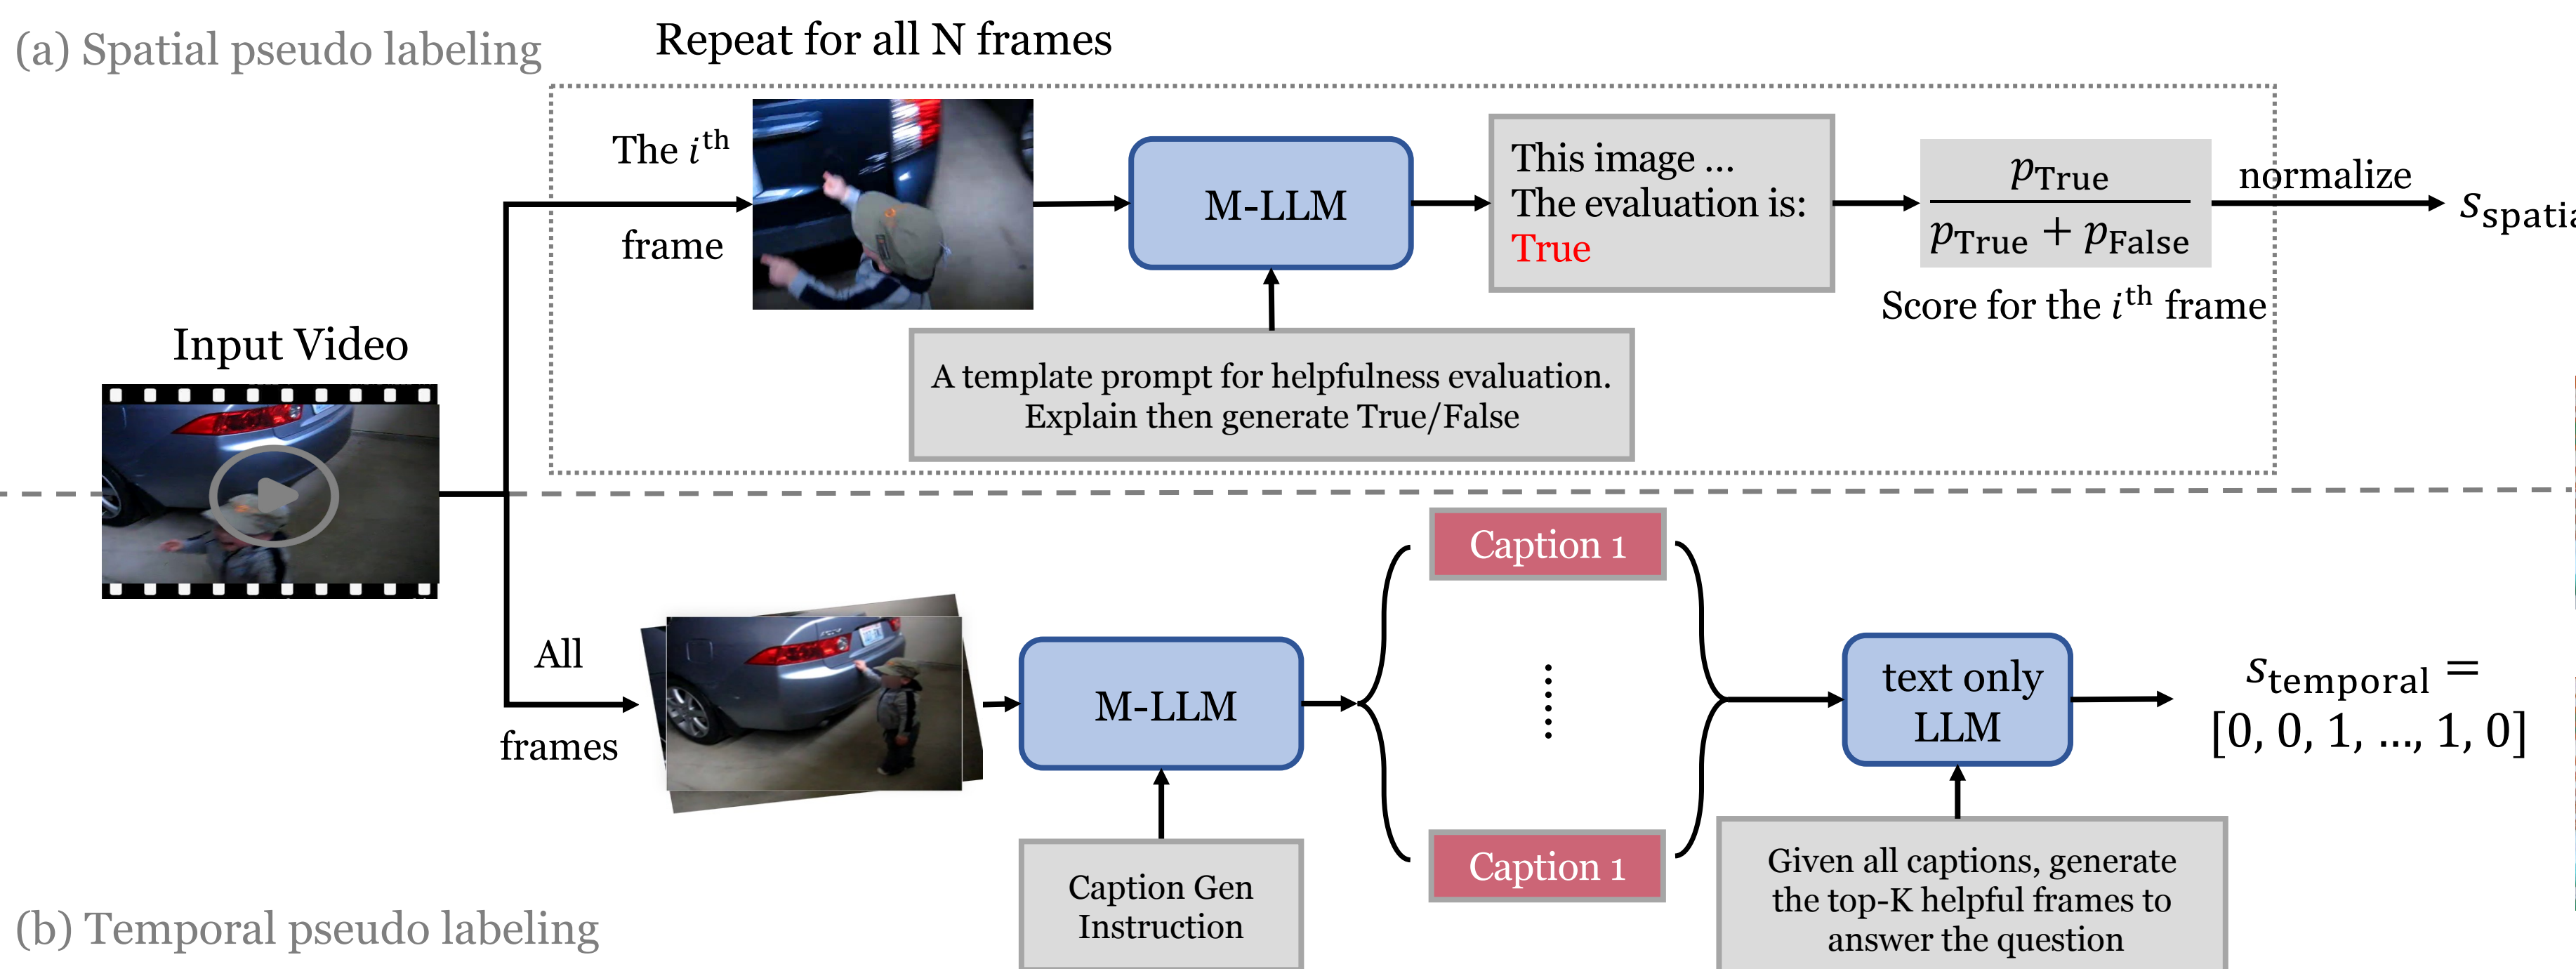 (a) Spatial pseudo labeling
Repeat for all N frames
The iᵗʰ
frame
M-LLM
This image ...
The evaluation is:
True
p_True
p_True + p_False
normalize
s_spatia
Score for the iᵗʰ frame
A template prompt for helpfulness evaluation.
Explain then generate True/False
Input Video
All
frames
M-LLM
Caption Gen
Instruction
Caption 1
Caption 1
text only
LLM
Given all captions, generate
the top-K helpful frames to
answer the question
s_temporal =
[0, 0, 1, ..., 1, 0]
(b) Temporal pseudo labeling